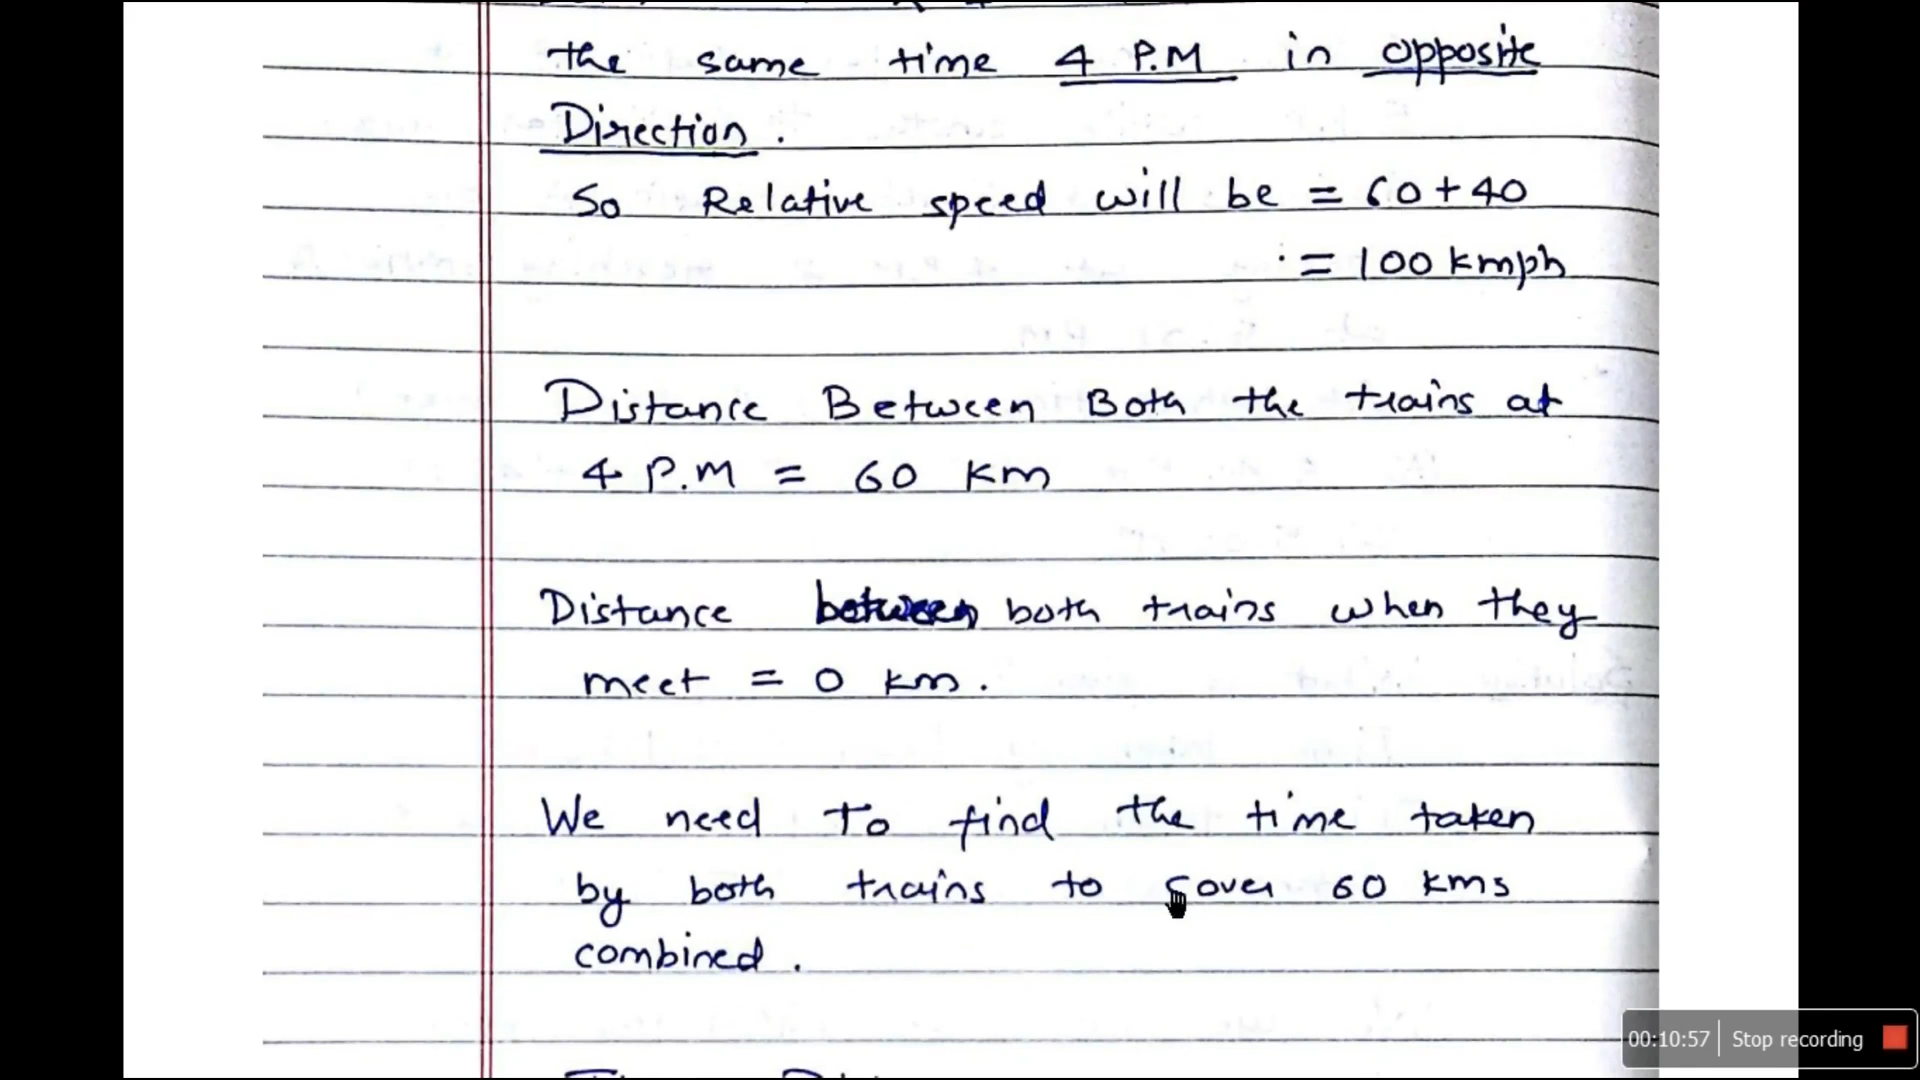 the same time 4 P.M in opposite
Direction.
So Relative speed will be = 60+40
= 100 kmph
Distance Between Both the trains at
4 P.M = 60 km
Distance between both trains when they
meet = 0 km.
We need To find the time taken
by both trains to cover 60 kms
combined.
00:10:57 Stop recording